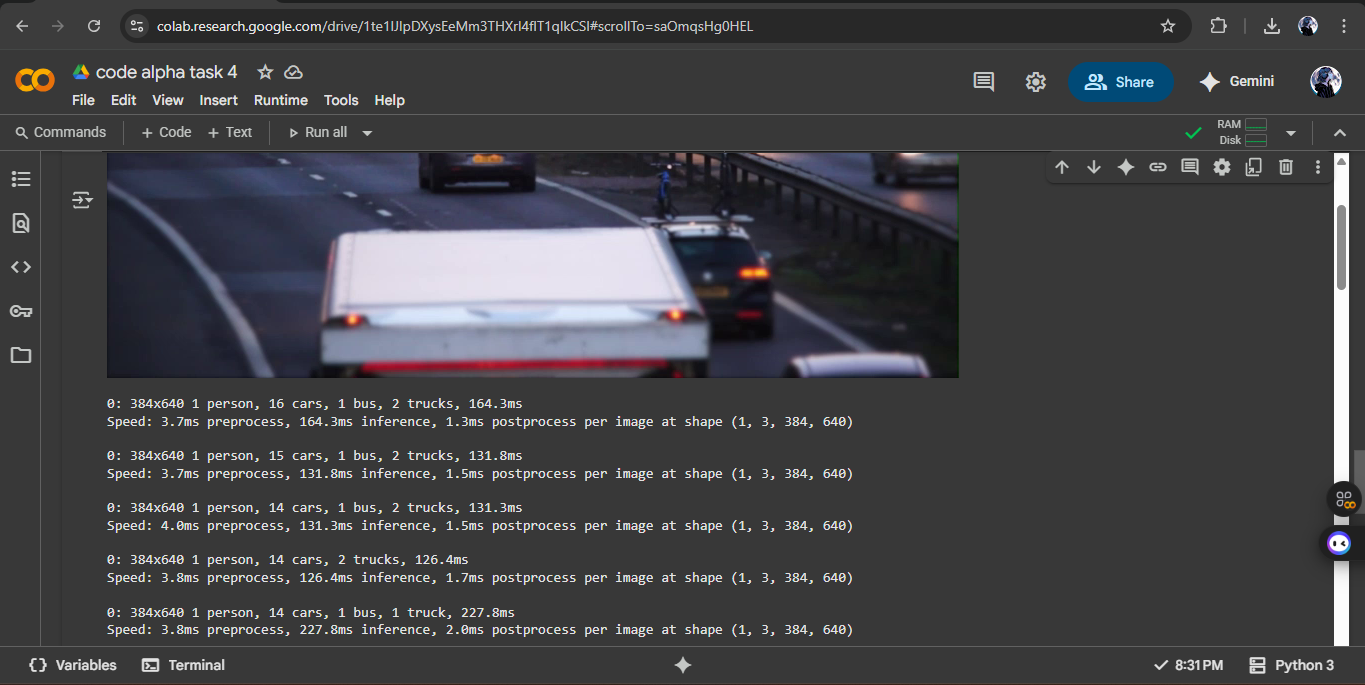 colab.research.google.com/drive/1te1lJlpDXysEeMm3THXrl4flT1qlkCSl#scrollTo=saOmqsHg0HEL
code alpha task 4
File Edit View Insert Runtime Tools Help
Share
Gemini
Commands + Code + Text Run all
RAM
Disk
0: 384x640 1 person, 16 cars, 1 bus, 2 trucks, 164.3ms
Speed: 3.7ms preprocess, 164.3ms inference, 1.3ms postprocess per image at shape (1, 3, 384, 640)
0: 384x640 1 person, 15 cars, 1 bus, 2 trucks, 131.8ms
Speed: 3.7ms preprocess, 131.8ms inference, 1.5ms postprocess per image at shape (1, 3, 384, 640)
0: 384x640 1 person, 14 cars, 1 bus, 2 trucks, 131.3ms
Speed: 4.0ms preprocess, 131.3ms inference, 1.5ms postprocess per image at shape (1, 3, 384, 640)
0: 384x640 1 person, 14 cars, 2 trucks, 126.4ms
Speed: 3.8ms preprocess, 126.4ms inference, 1.7ms postprocess per image at shape (1, 3, 384, 640)
0: 384x640 1 person, 14 cars, 1 bus, 1 truck, 227.8ms
Speed: 3.8ms preprocess, 227.8ms inference, 2.0ms postprocess per image at shape (1, 3, 384, 640)
Variables Terminal 8:31 PM Python 3